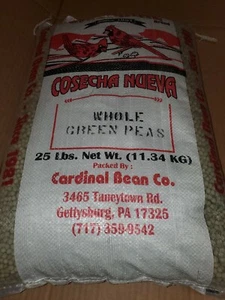 COSECHA NUEVA
WHOLE
GREEN PEAS
25 Lbs. Net Wt. (11.34 KG)
Packed By:
Cardinal Bean Co.
3465 Taneytown Rd.
Gettysburg, PA 17325
(717) 359-9542